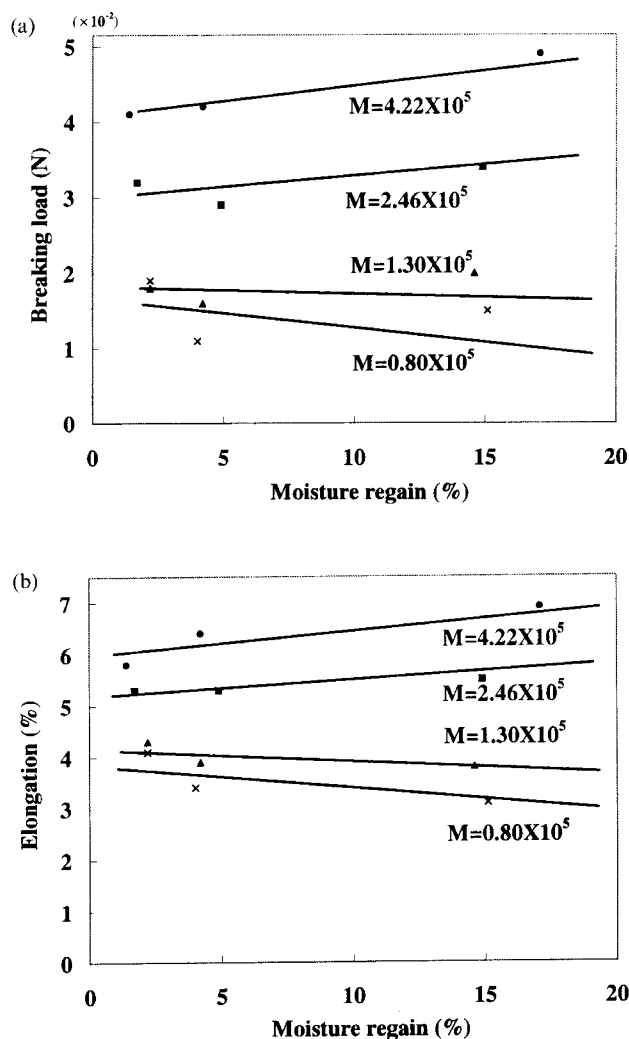 (a)
(×10⁻²)
5
4
3
2
1
0
Breaking load (N)
M=4.22X10⁵
M=2.46X10⁵
M=1.30X10⁵
M=0.80X10⁵
0 5 10 15 20
Moisture regain (%)
(b)
7
6
5
4
3
2
1
0
Elongation (%)
M=4.22X10⁵
M=2.46X10⁵
M=1.30X10⁵
M=0.80X10⁵
0 5 10 15 20
Moisture regain (%)